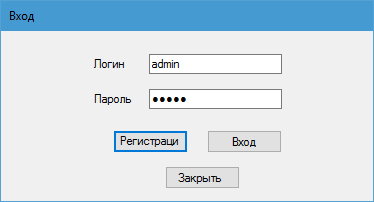 Вход
Логин admin
Пароль ●●●●●
Регистраци Вход
Закрыть